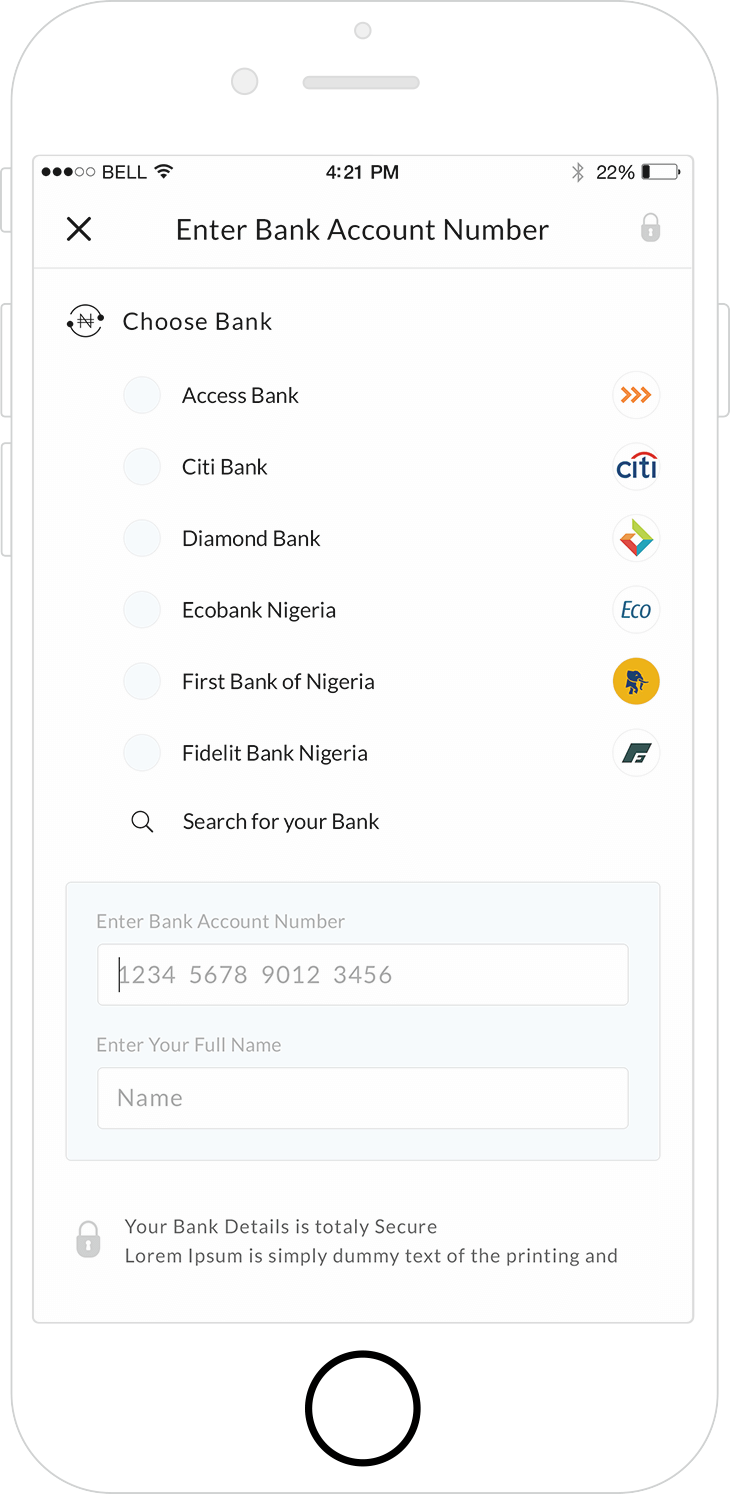 BELL 4:21 PM 22%
Enter Bank Account Number
Choose Bank
Access Bank
citi
Citi Bank
Diamond Bank
Ecobank Nigeria Eco
First Bank of Nigeria
Fidelit Bank Nigeria
Search for your Bank
Enter Bank Account Number
1234 5678 9012 3456
Enter Your Full Name
Name
Your Bank Details is totaly Secure
Lorem Ipsum is simply dummy text of the printing and